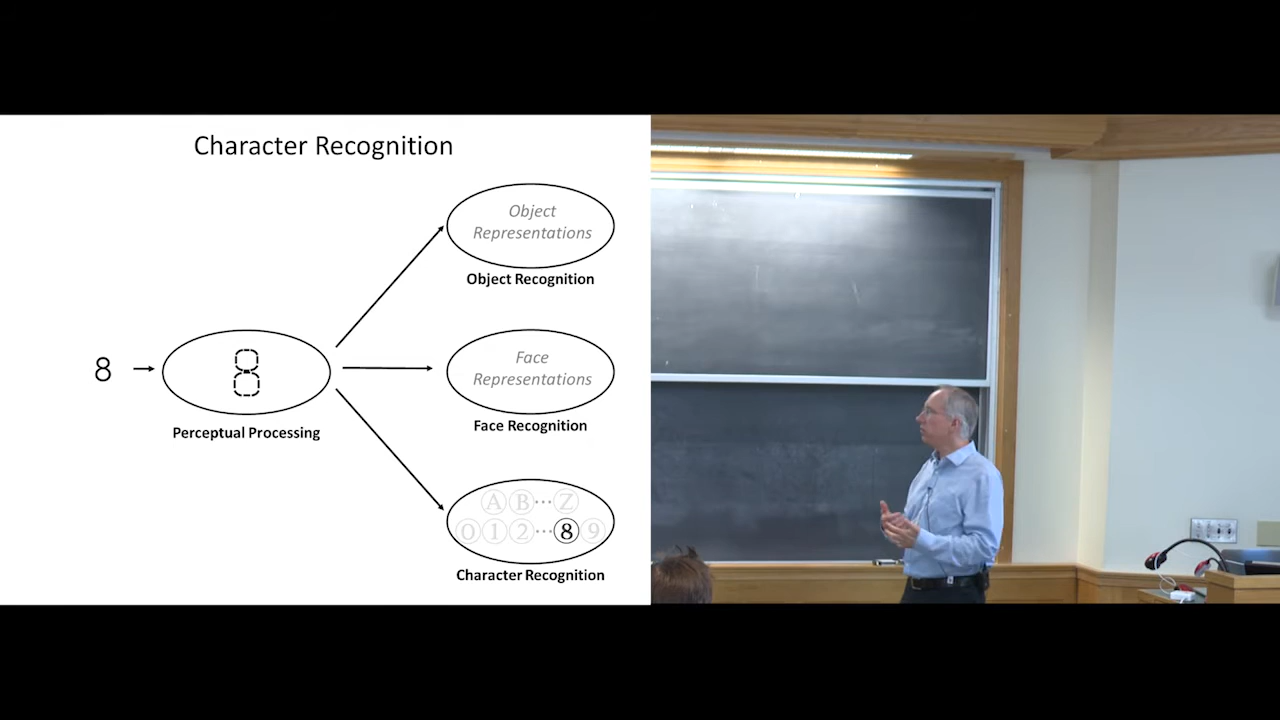 Character Recognition
Object
Representations
Object Recognition
8
8
Perceptual Processing
Face
Representations
Face Recognition
A B ... Z
0 1 2 ... 8 9
Character Recognition